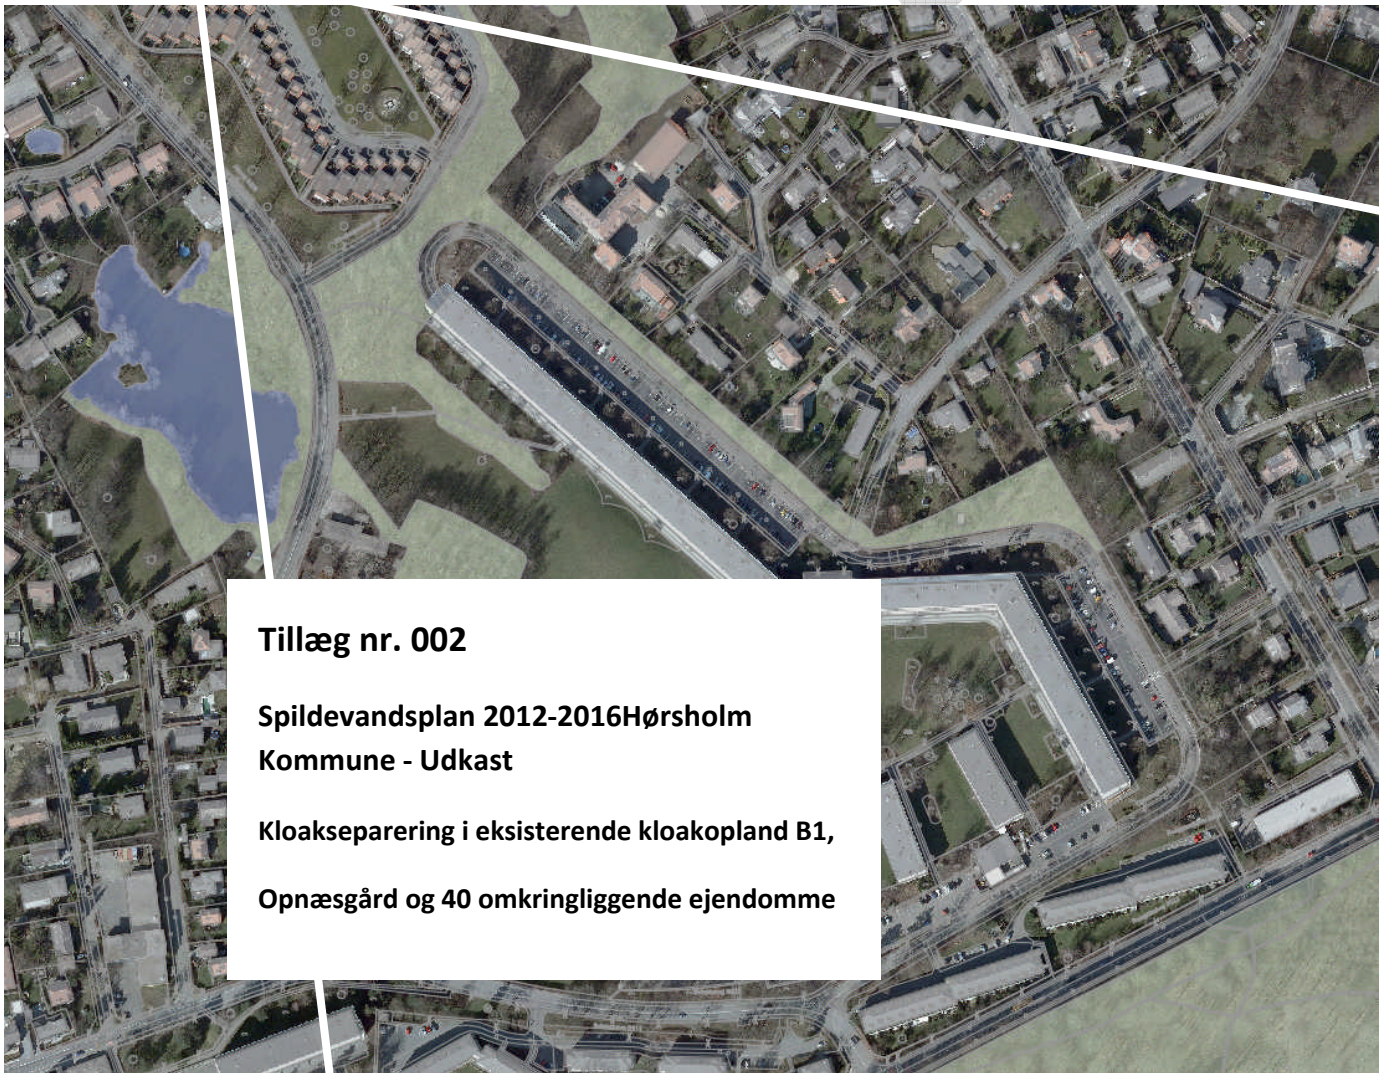 Tillæg nr. 002
Spildevandsplan 2012-2016Hørsholm
Kommune - Udkast
Kloakseparering i eksisterende kloakopland B1,
Opnæsgård og 40 omkringliggende ejendomme